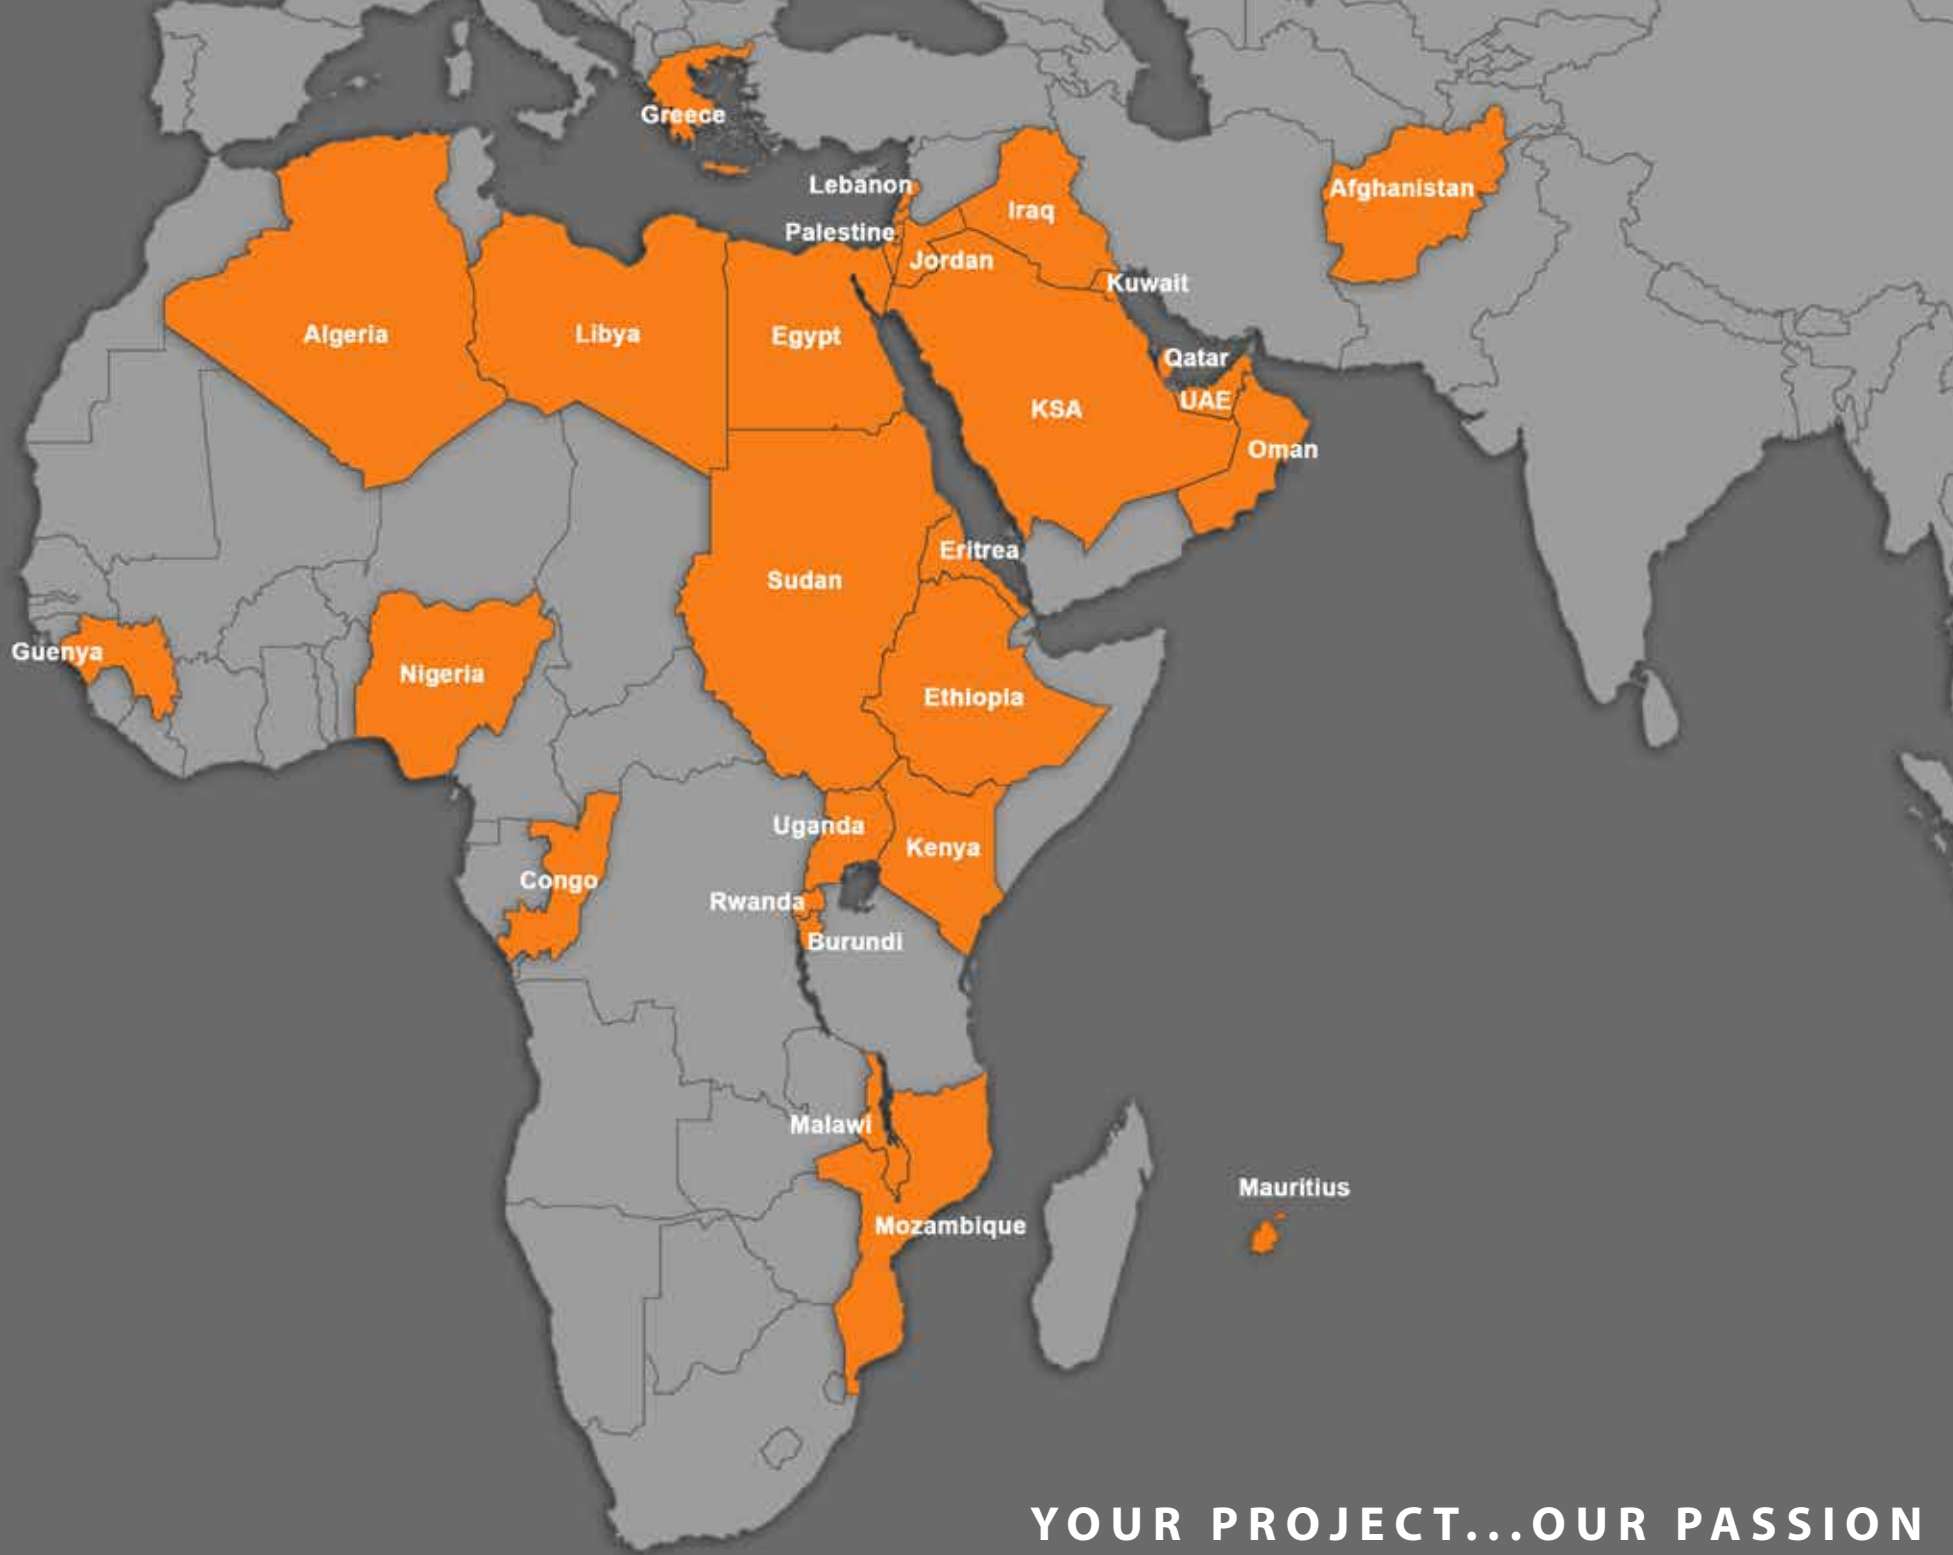 Greece
Lebanon
Afghanistan
Iraq
Palestine
Jordan
Kuwait
Algeria
Libya
Egypt
Qatar
UAE
KSA
Oman
Eritrea
Sudan
Guenya
Nigeria
Ethiopia
Uganda
Kenya
Congo
Rwanda
Burundi
Malawi
Mauritius
Mozambique
YOUR PROJECT...OUR PASSION